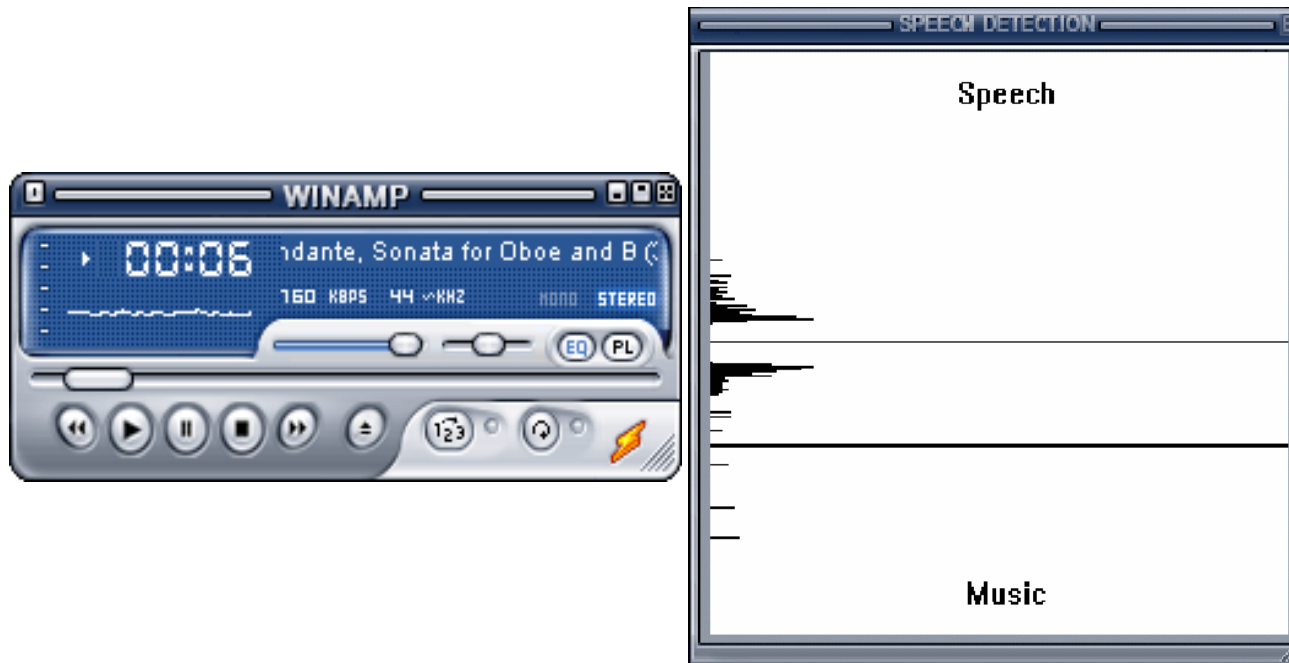 WINAMP
00:06
ndante, Sonata for Oboe and B (
160 KBPS 44 KHZ MONO STEREO
EQ PL
123
SPEECH DETECTION
Speech
Music